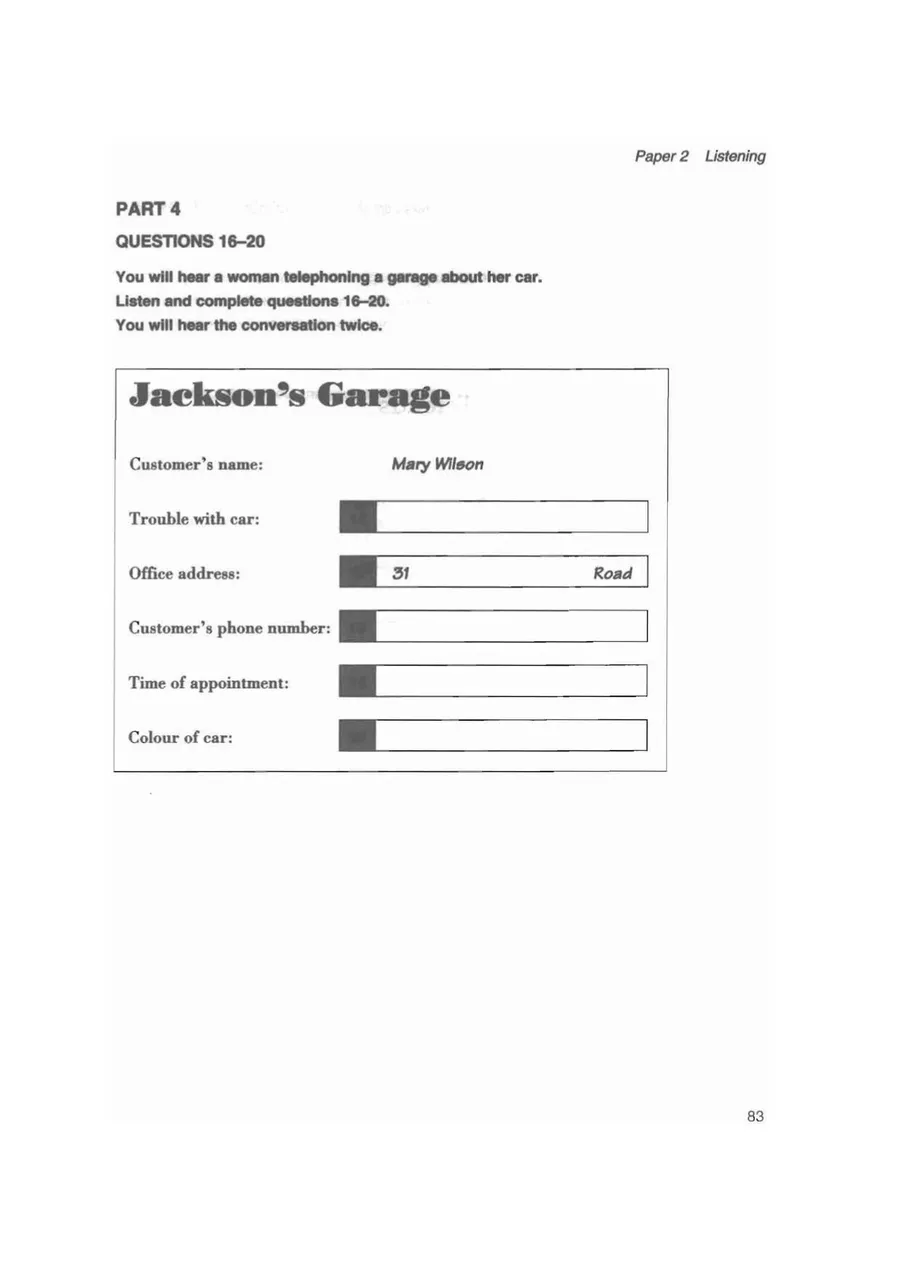 Paper 2 Listening
PART 4
QUESTIONS 16–20
You will hear a woman telephoning a garage about her car.
Listen and complete questions 16–20.
You will hear the conversation twice.
Jackson's Garage
Customer's name: Mary Wilson
Trouble with car:
Office address: 31 Road
Customer's phone number:
Time of appointment:
Colour of car:
83